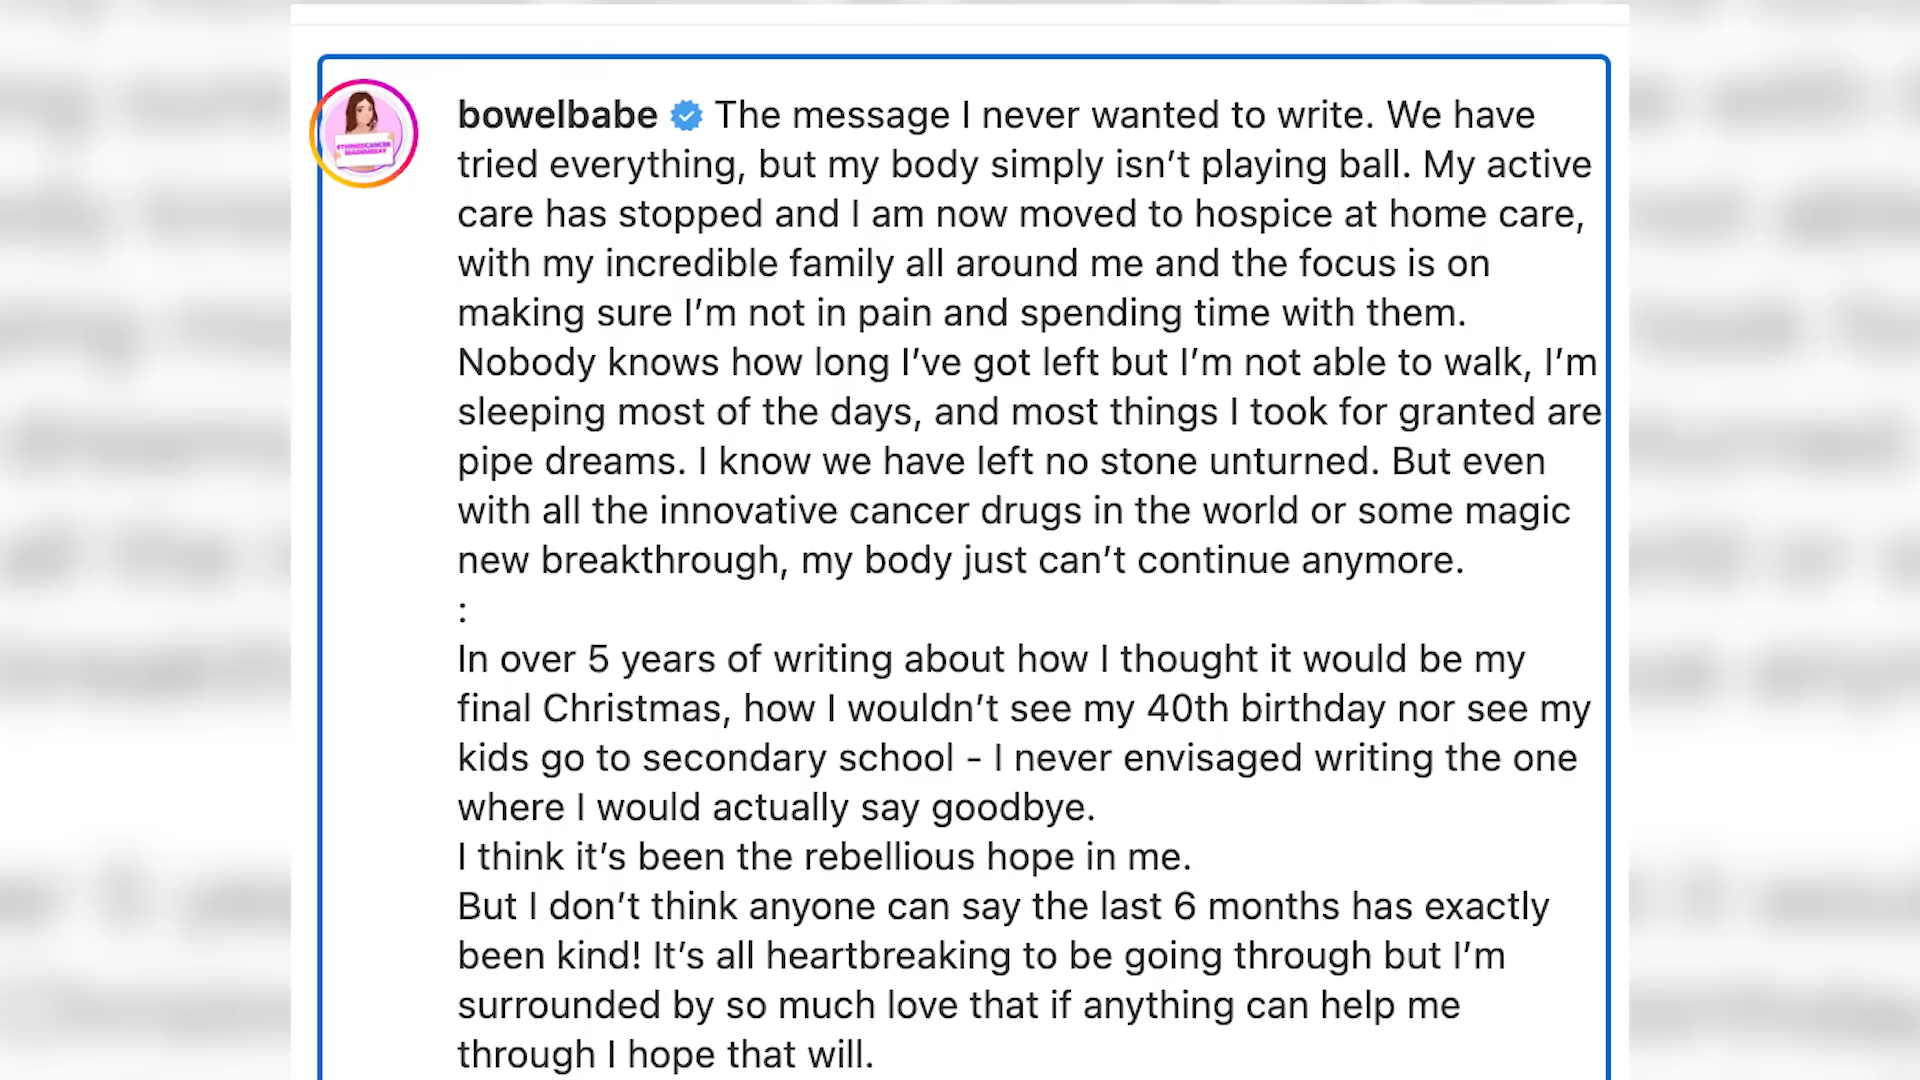 bowelbabe The message I never wanted to write. We have
tried everything, but my body simply isn’t playing ball. My active
care has stopped and I am now moved to hospice at home care,
with my incredible family all around me and the focus is on
making sure I’m not in pain and spending time with them.
Nobody knows how long I’ve got left but I’m not able to walk, I’m
sleeping most of the days, and most things I took for granted are
pipe dreams. I know we have left no stone unturned. But even
with all the innovative cancer drugs in the world or some magic
new breakthrough, my body just can’t continue anymore.
:
In over 5 years of writing about how I thought it would be my
final Christmas, how I wouldn’t see my 40th birthday nor see my
kids go to secondary school - I never envisaged writing the one
where I would actually say goodbye.
I think it’s been the rebellious hope in me.
But I don’t think anyone can say the last 6 months has exactly
been kind! It’s all heartbreaking to be going through but I’m
surrounded by so much love that if anything can help me
through I hope that will.